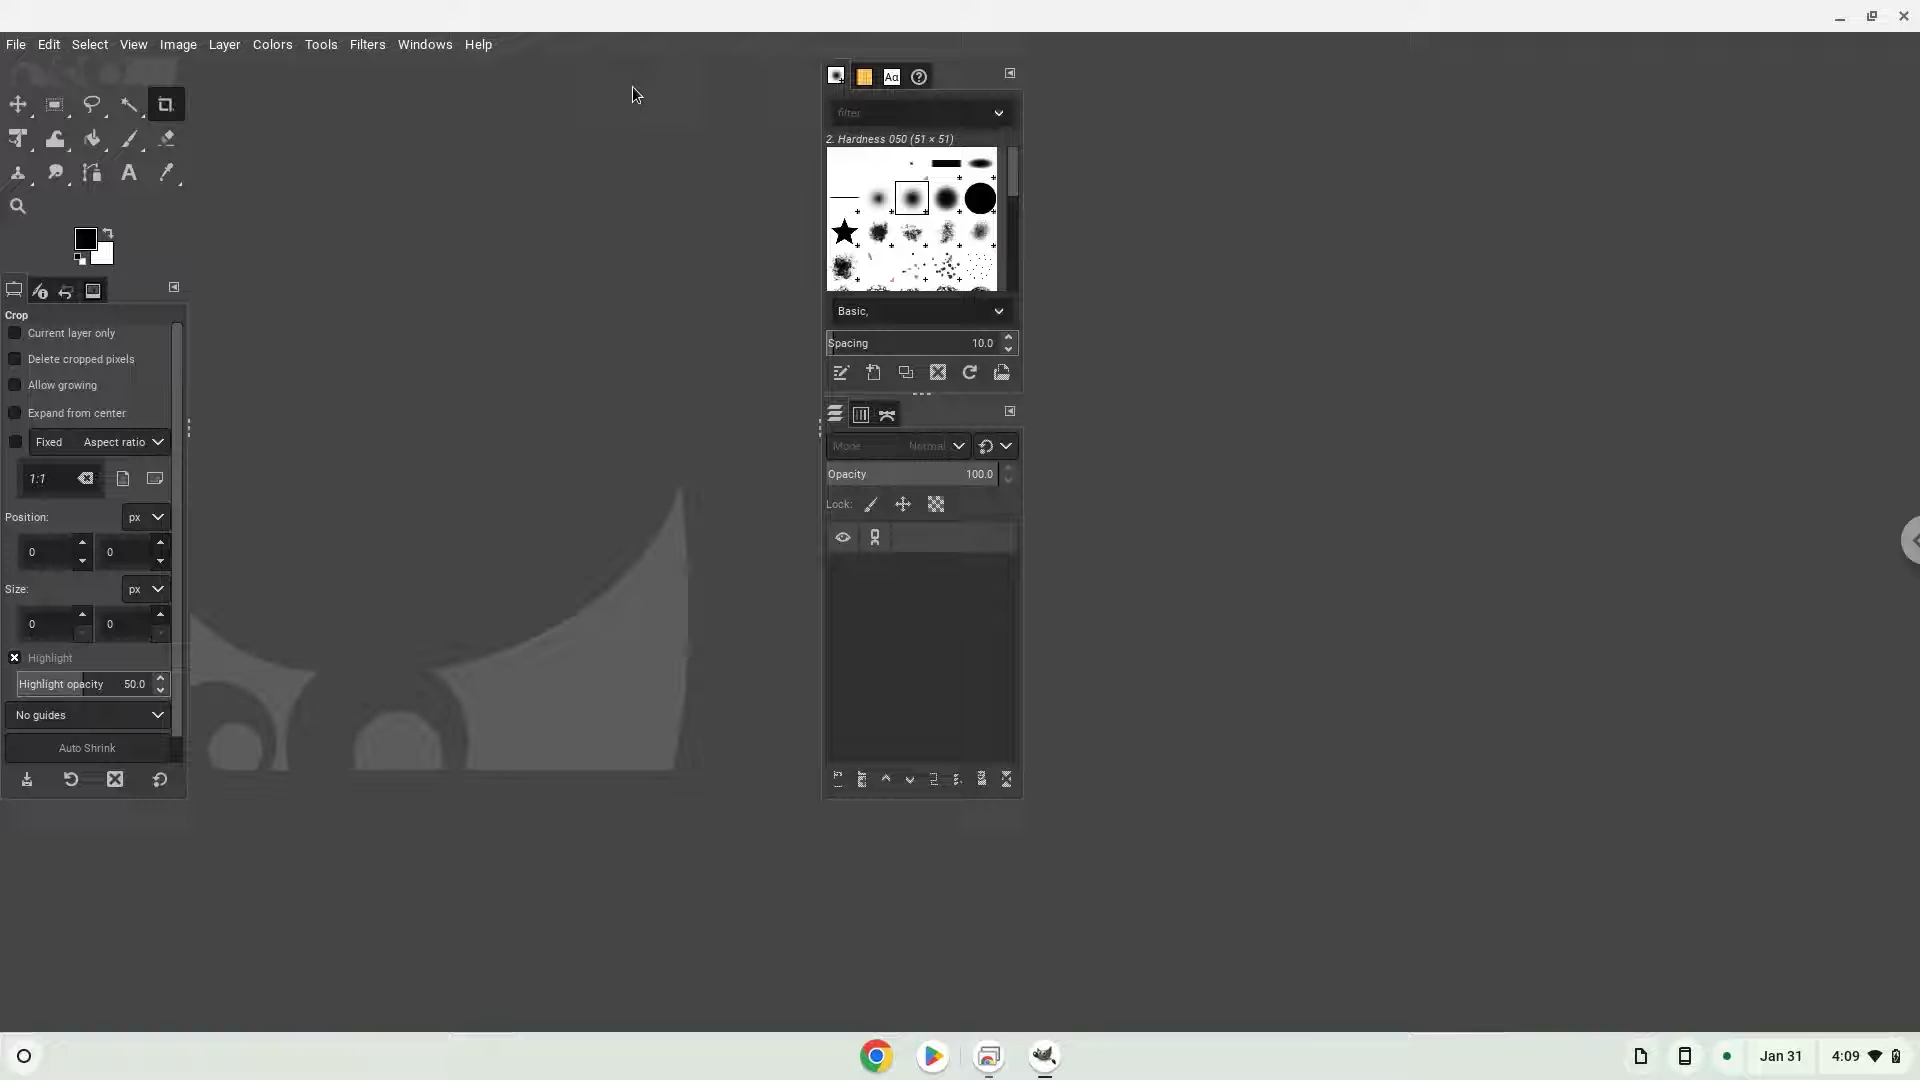 File Edit Select View Image Layer Colors Tools Filters Windows Help
Aa
filter
2. Hardness 050 (51 × 51)
Basic,
Spacing 10.0
Crop
Current layer only
Delete cropped pixels
Allow growing
Expand from center
Fixed Aspect ratio
1:1
Position: px
0 0
Size: px
0 0
Highlight
Highlight opacity 50.0
No guides
Auto Shrink
Mode Normal
Opacity 100.0
Lock:
Jan 31 4:09